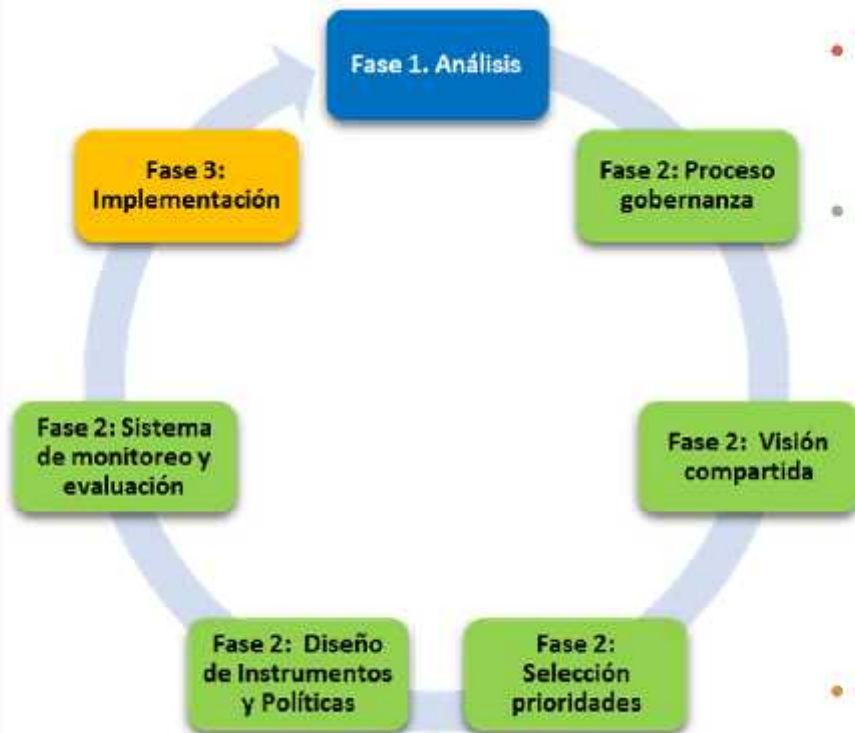 Fase 1. Análisis
Fase 2: Proceso
gobernanza
Fase 2: Visión
compartida
Fase 2:
Selección
prioridades
Fase 2: Diseño
de Instrumentos
y Políticas
Fase 2: Sistema
de monitoreo y
evaluación
Fase 3:
Implementación